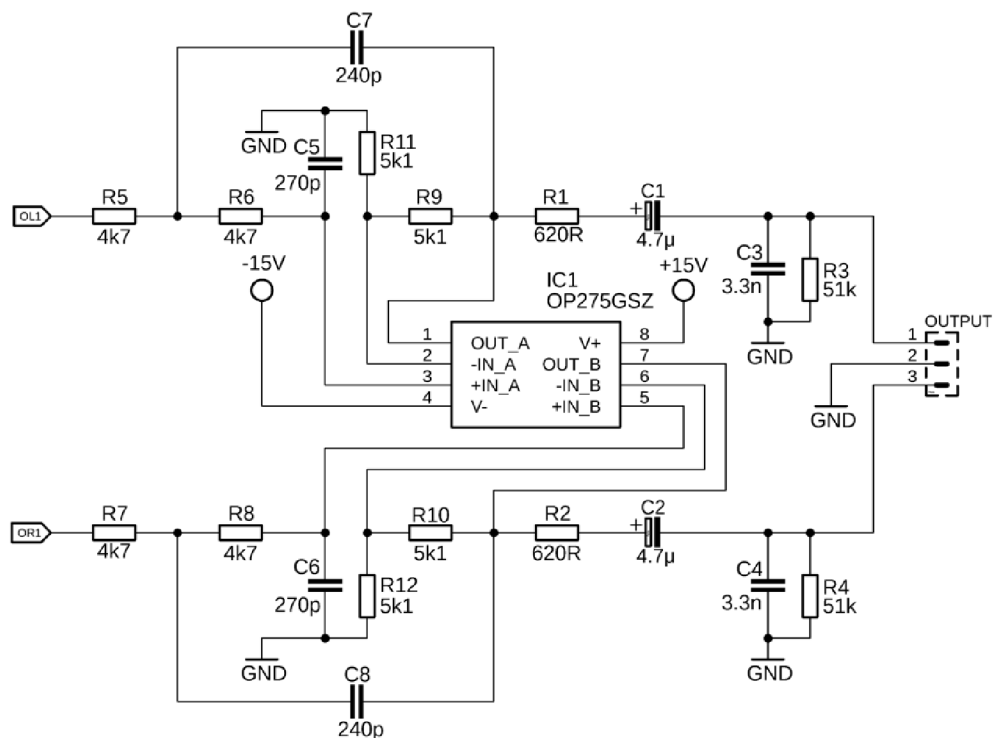 C7
240p
GND
C5
270p
R11
5k1
OL1
R5
4k7
R6
4k7
R9
5k1
R1
620R
C1
+
4.7µ
C3
3.3n
R3
51k
GND
-15V
+15V
IC1
OP275GSZ
1 OUT_A V+ 8
2 -IN_A OUT_B 7
3 +IN_A -IN_B 6
4 V- +IN_B 5
OUTPUT
1
2
3
GND
OR1
R7
4k7
R8
4k7
R10
5k1
R2
620R
C2
+
4.7µ
C6
270p
R12
5k1
GND
C4
3.3n
R4
51k
GND
C8
240p